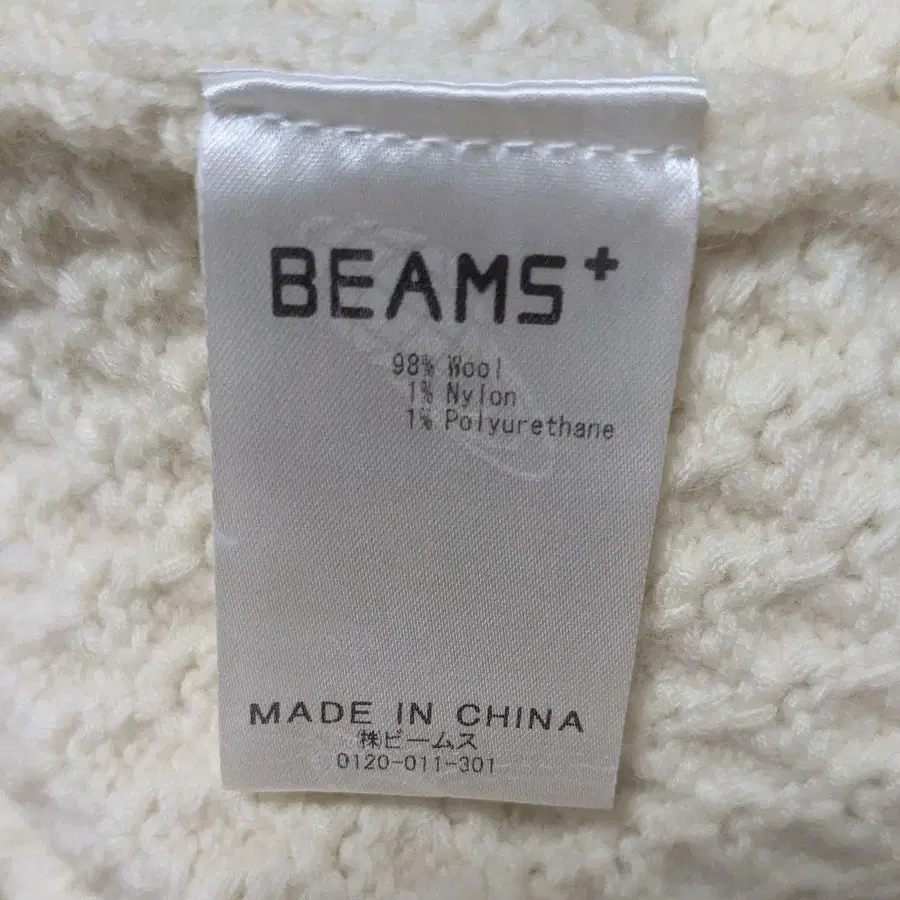 BEAMS+
98% Wool
1% Nylon
1% Polyurethane
MADE IN CHINA
㈱ビームス
0120-011-301